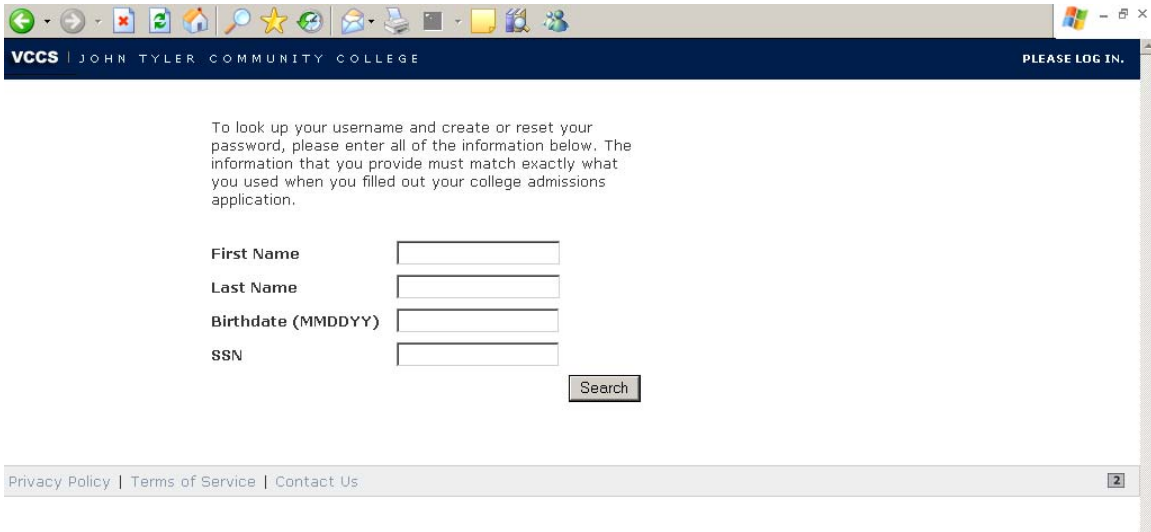 VCCS | JOHN TYLER COMMUNITY COLLEGE
PLEASE LOG IN.
To look up your username and create or reset your
password, please enter all of the information below. The
information that you provide must match exactly what
you used when you filled out your college admissions
application.
First Name
Last Name
Birthdate (MMDDYY)
SSN
Search
Privacy Policy | Terms of Service | Contact Us
2